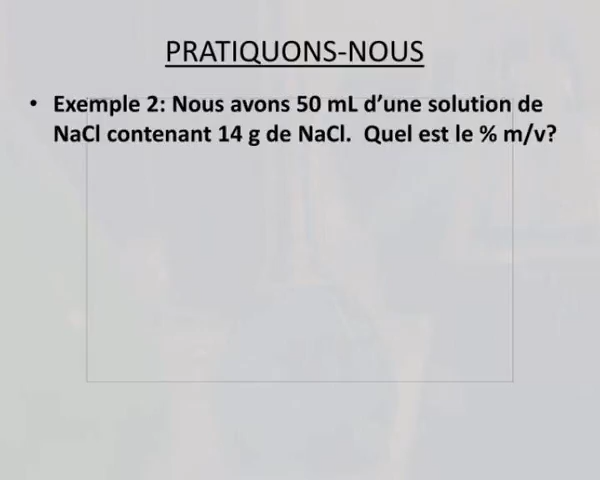 PRATIQUONS-NOUS
• Exemple 2: Nous avons 50 mL d’une solution de
NaCl contenant 14 g de NaCl.  Quel est le % m/v?